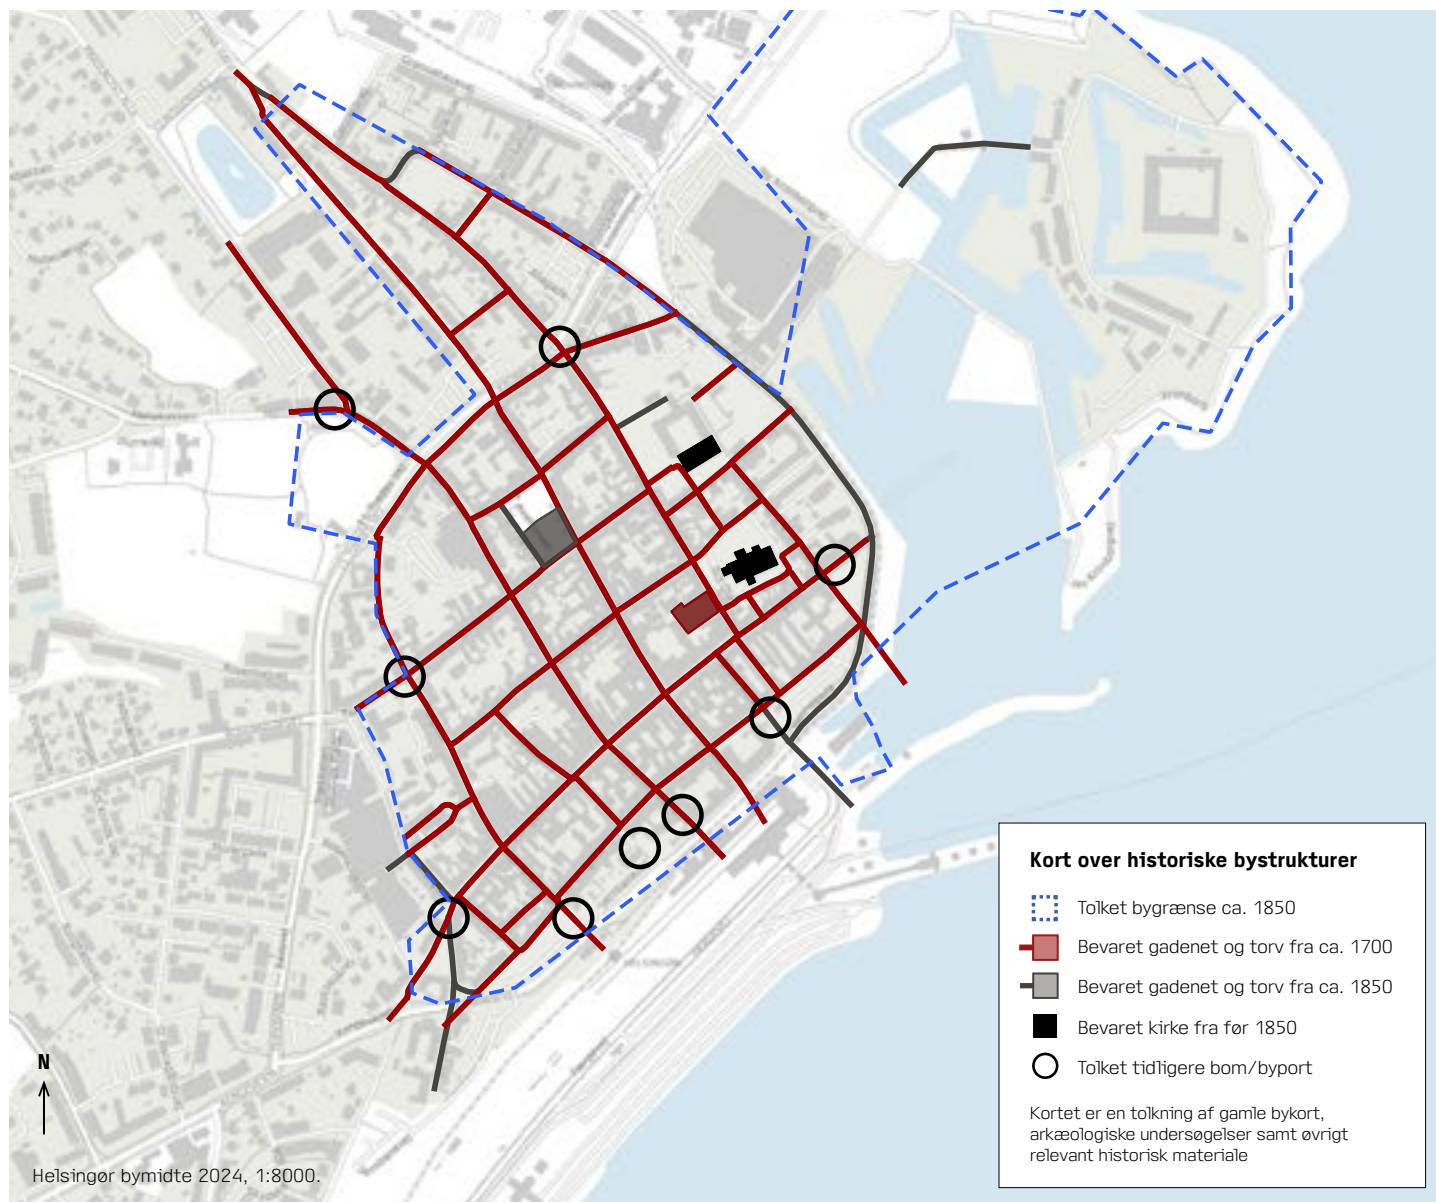 Kort over historiske bystrukturer
Tolket bygrænse ca. 1850
Bevaret gadenet og torv fra ca. 1700
Bevaret gadenet og torv fra ca. 1850
Bevaret kirke fra før 1850
Tolket tidligere bom/byport
Kortet er en tolkning af gamle bykort,
arkæologiske undersøgelser samt øvrigt
relevant historisk materiale
N
Helsingør bymidte 2024, 1:8000.